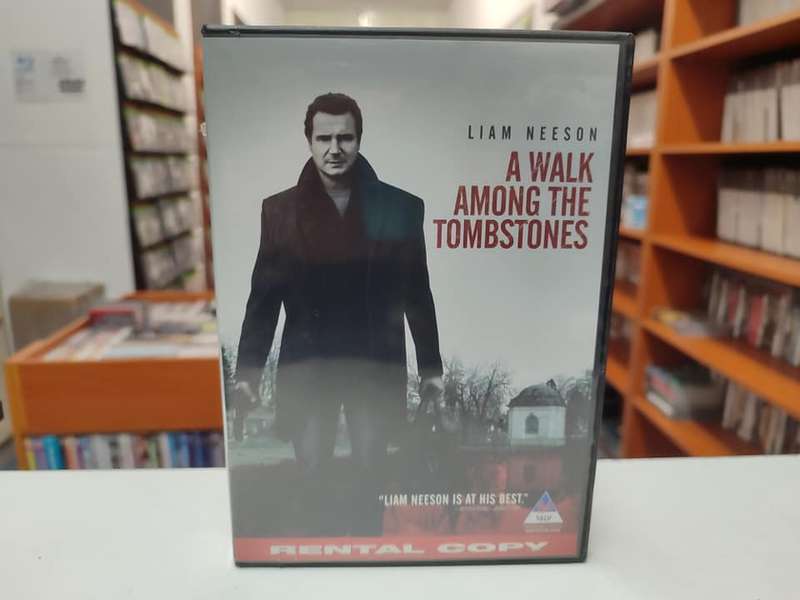 LIAM NEESON
A WALK
AMONG THE
TOMBSTONES
"LIAM NEESON IS AT HIS BEST."
RENTAL COPY